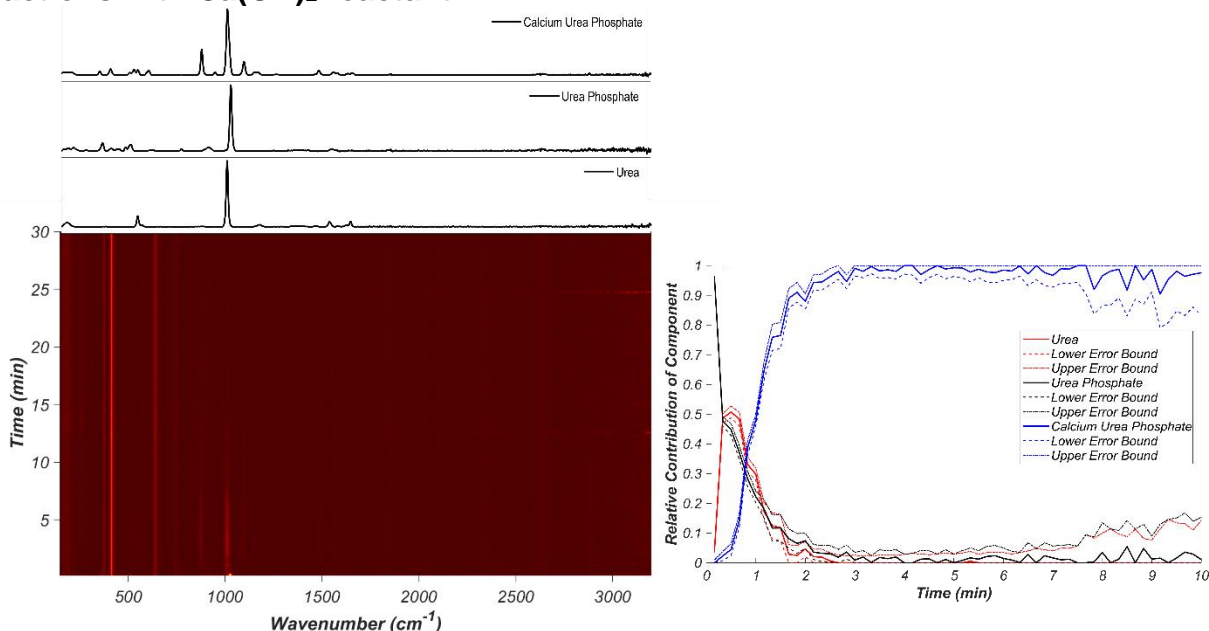 Calcium Urea Phosphate
Urea Phosphate
Urea
30
25
20
15
10
5
Time (min)
500 1000 1500 2000 2500 3000
Wavenumber (cm⁻¹)
1
0.9
0.8
0.7
0.6
0.5
0.4
0.3
0.2
0.1
0
Relative Contribution of Component
0 1 2 3 4 5 6 7 8 9 10
Time (min)
Urea
Lower Error Bound
Upper Error Bound
Urea Phosphate
Lower Error Bound
Upper Error Bound
Calcium Urea Phosphate
Lower Error Bound
Upper Error Bound